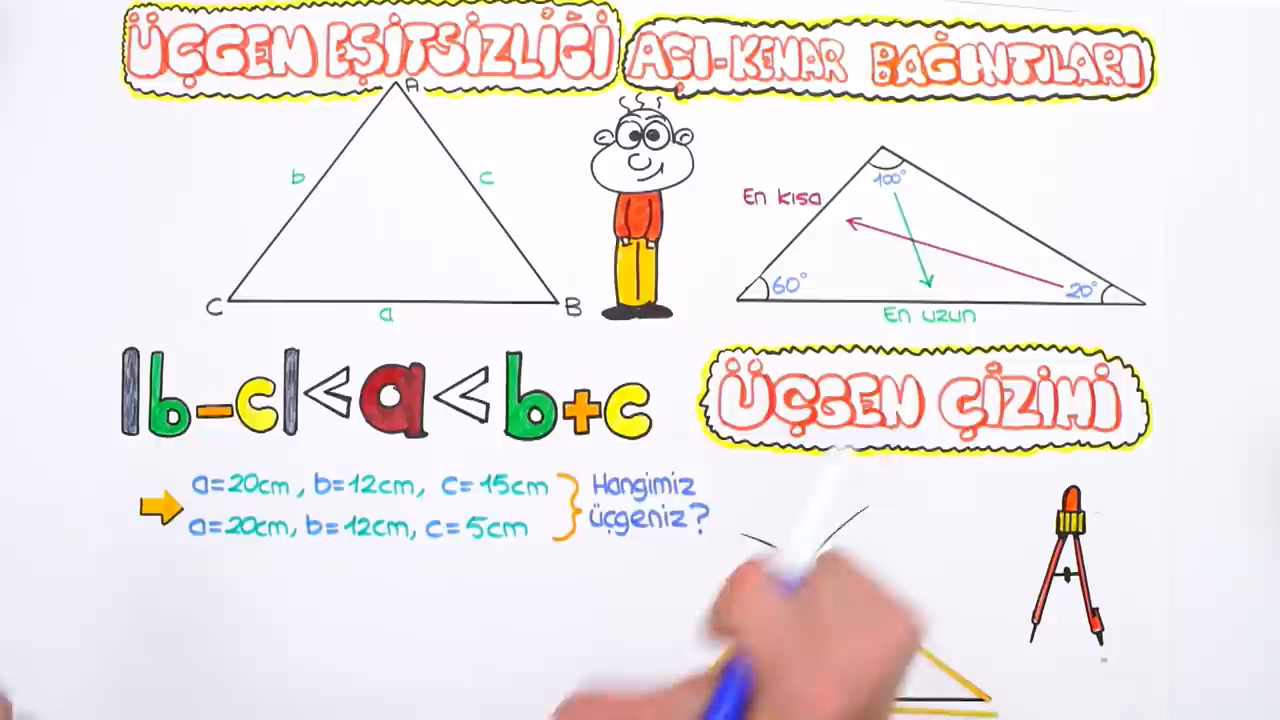 ÜÇGEN EŞİTSİZLİĞİ
AÇI-KENAR BAĞINTILARI
A
b
c
C
a
B
100°
En kısa
60°
20°
En uzun
|b-c|<a<b+c
ÜÇGEN ÇİZİMİ
a=20cm, b=12cm, c=15cm
a=20cm, b=12cm, c=5cm
Hangimiz
üçgeniz?